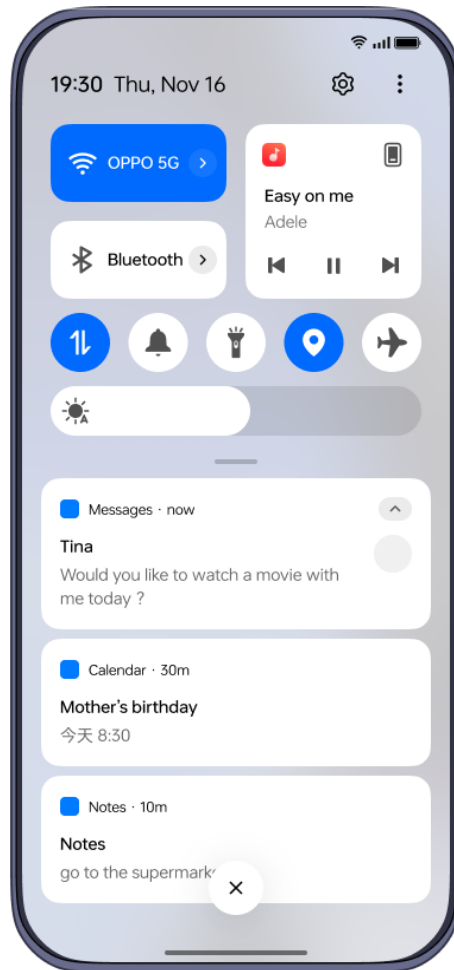 19:30 Thu, Nov 16
OPPO 5G
Easy on me
Adele
Bluetooth
A
Messages · now
Tina
Would you like to watch a movie with
me today ?
Calendar · 30m
Mother's birthday
今天 8:30
Notes · 10m
Notes
go to the supermark